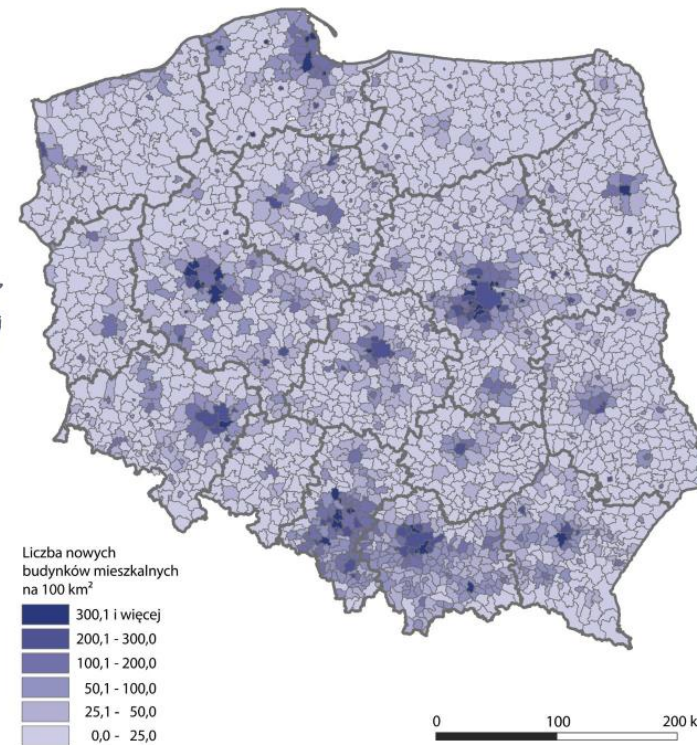 Liczba nowych
budynków mieszkalnych
na 100 km²
300,1 i więcej
200,1 - 300,0
100,1 - 200,0
50,1 - 100,0
25,1 - 50,0
0,0 - 25,0
0 100 200 k